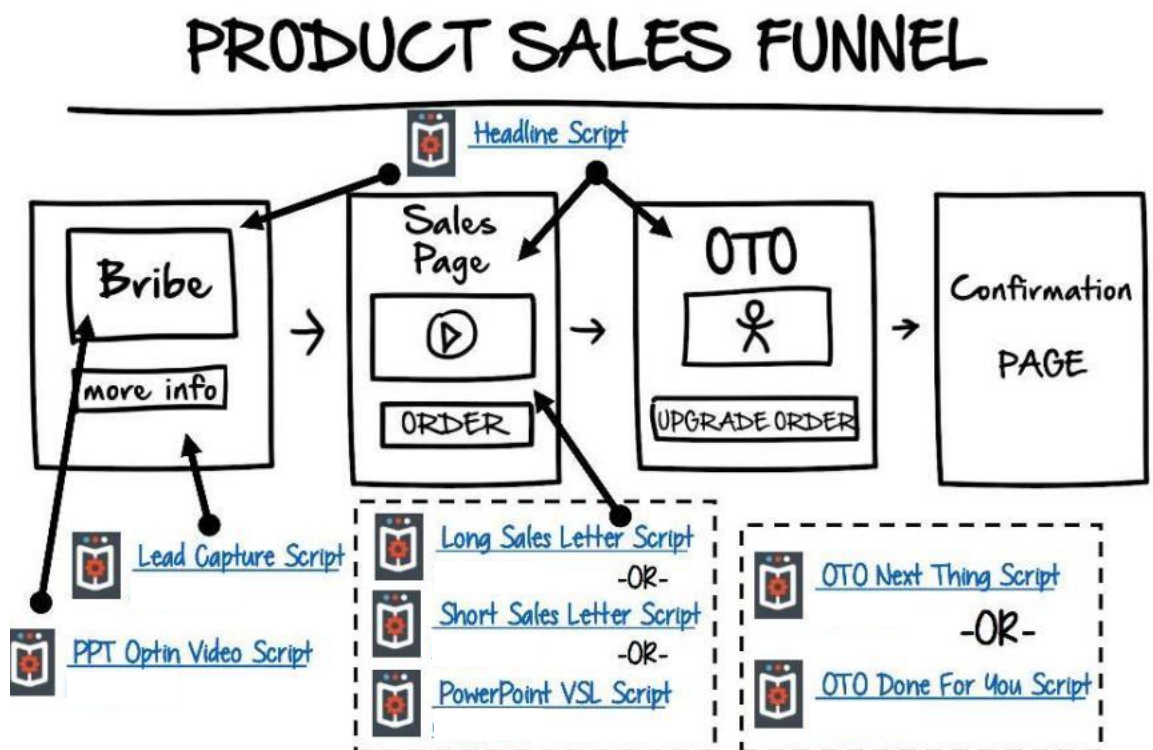 PRODUCT SALES FUNNEL
Headline Script
Bribe
more info
Sales
Page
ORDER
OTO
UPGRADE ORDER
Confirmation
PAGE
Lead Capture Script
PPT Optin Video Script
Long Sales Letter Script
-OR-
Short Sales Letter Script
-OR-
PowerPoint VSL Script
OTO Next Thing Script
-OR-
OTO Done For You Script